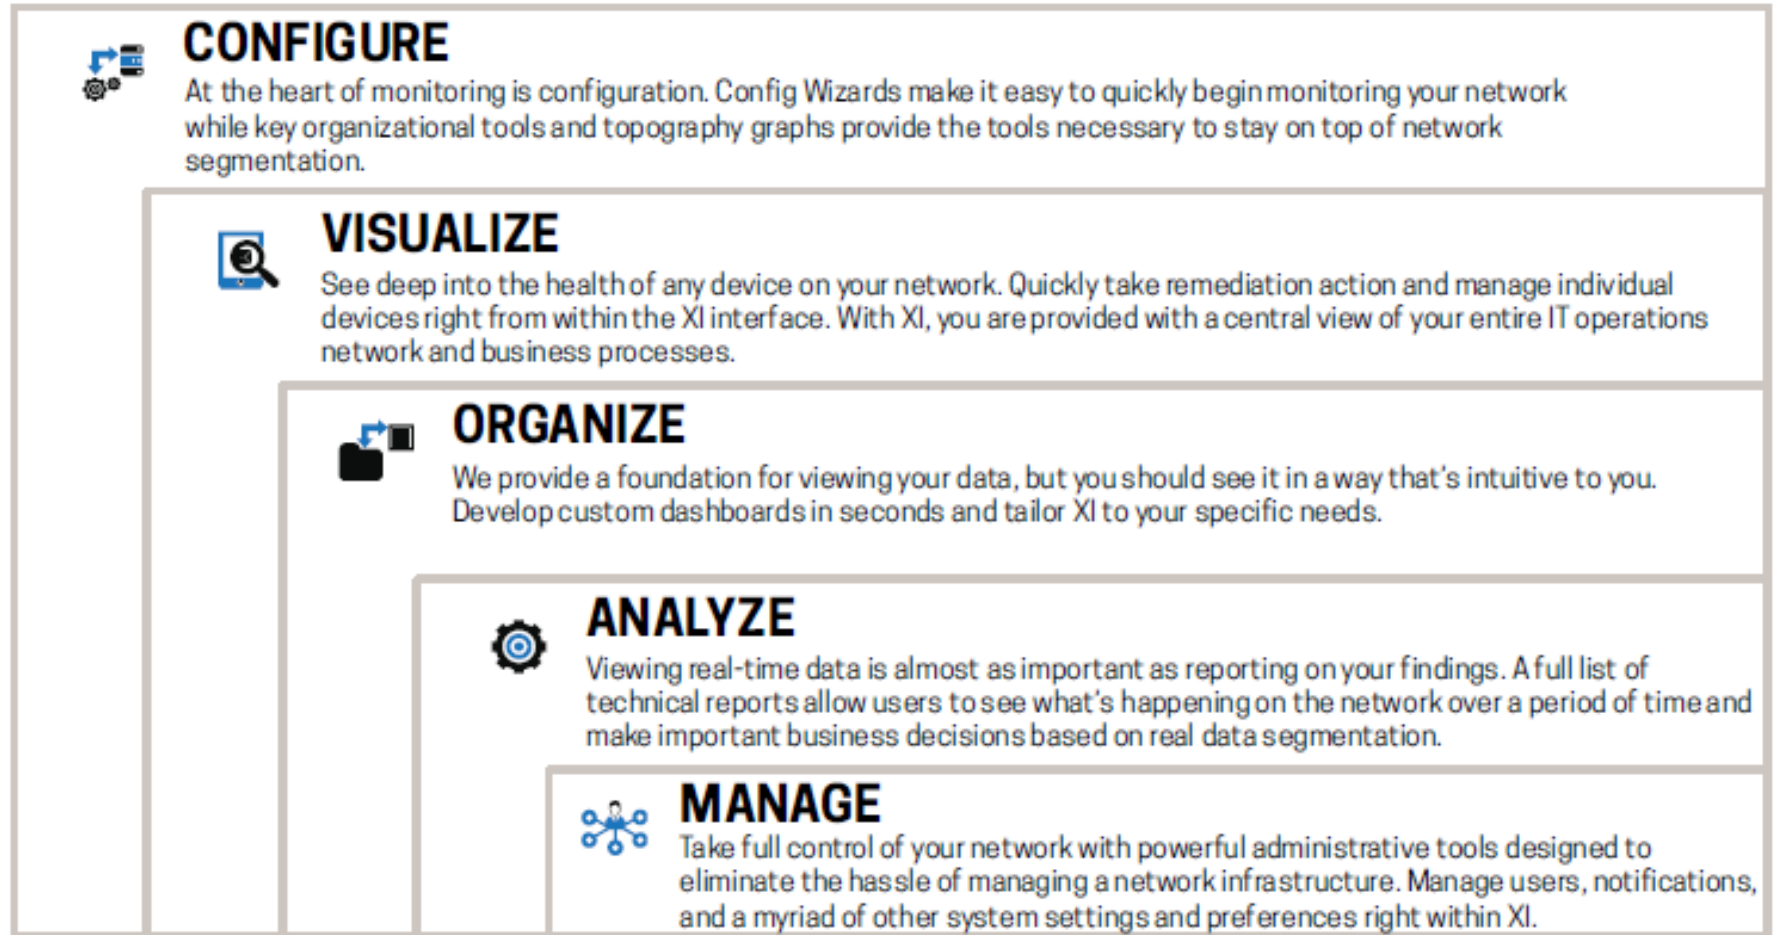 CONFIGURE
At the heart of monitoring is configuration. Config Wizards make it easy to quickly begin monitoring your network
while key organizational tools and topography graphs provide the tools necessary to stay on top of network
segmentation.
VISUALIZE
See deep into the health of any device on your network. Quickly take remediation action and manage individual
devices right from within the XI interface. With XI, you are provided with a central view of your entire IT operations
network and business processes.
ORGANIZE
We provide a foundation for viewing your data, but you should see it in a way that's intuitive to you.
Develop custom dashboards in seconds and tailor XI to your specific needs.
ANALYZE
Viewing real-time data is almost as important as reporting on your findings. A full list of
technical reports allow users to see what's happening on the network over a period of time and
make important business decisions based on real data segmentation.
MANAGE
Take full control of your network with powerful administrative tools designed to
eliminate the hassle of managing a network infrastructure. Manage users, notifications,
and a myriad of other system settings and preferences right within XI.